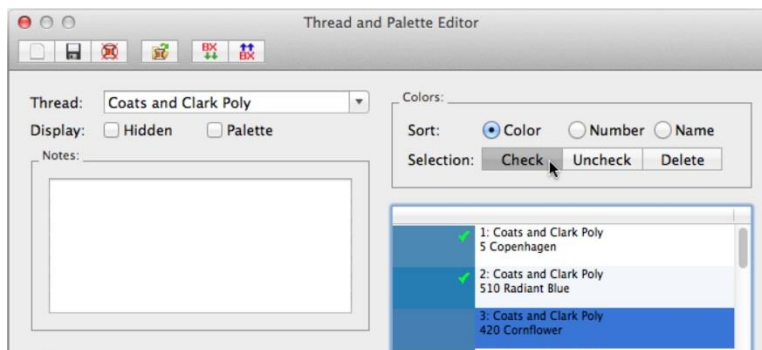 Thread and Palette Editor
BX
BX
Thread: Coats and Clark Poly
Display: Hidden Palette
Notes:
Colors:
Sort: Color Number Name
Selection: Check Uncheck Delete
1: Coats and Clark Poly
5 Copenhagen
2: Coats and Clark Poly
510 Radiant Blue
3: Coats and Clark Poly
420 Cornflower